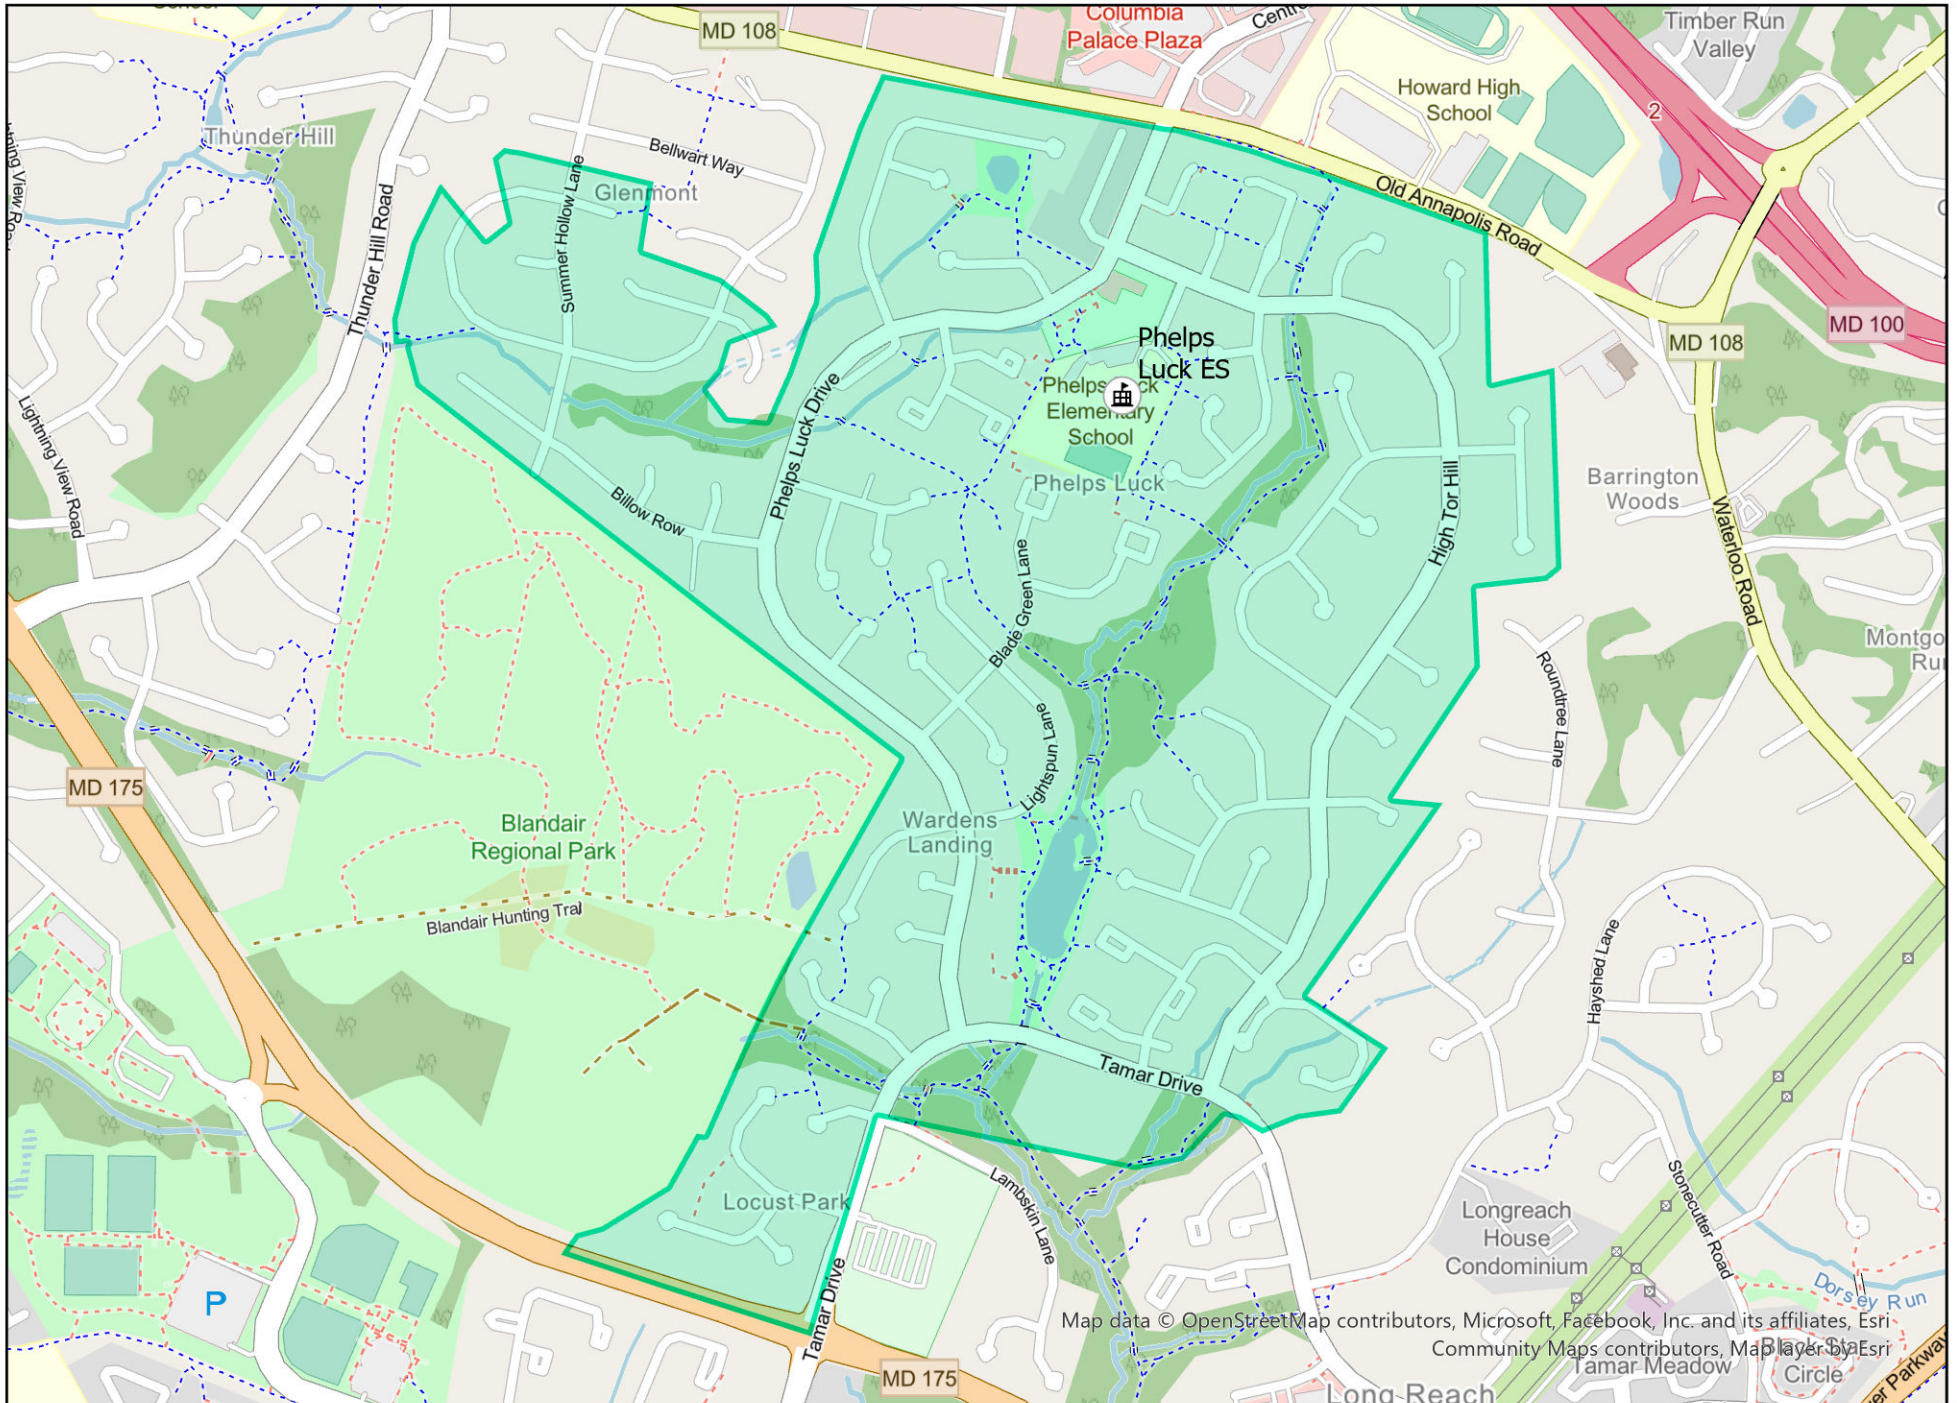 School
MD 108
Columbia
Palace Plaza
Timber Run
Valley
Howard High
School
2
Thunder Hill
Bellwart Way
Glenmont
Summer Hollow Lane
Thunder Hill Road
Old Annapolis Road
MD 108
MD 100
Phelps
Luck ES
Elementary
School
Phelps Luck
Phelps Luck Drive
Lightning View Road
Billow Row
High Tor Hill
Barrington
Woods
Waterloo Road
Blade Green Lane
Roundtree Lane
Lightspun Lane
MD 175
Blandair
Regional Park
Wardens
Landing
Blandair Hunting Tral
Hayshed Lane
Tamar Drive
Locust Park
Lambskin Lane
Stonecutter Road
Longreach
House
Condominium
Dorsey Run
P
Tamar Drive
Map data © OpenStreetMap contributors, Microsoft, Facebook, Inc. and its affiliates, Esri
Community Maps contributors, Map layer by Esri
Tamar Meadow
Circle
MD 175
Long Reach